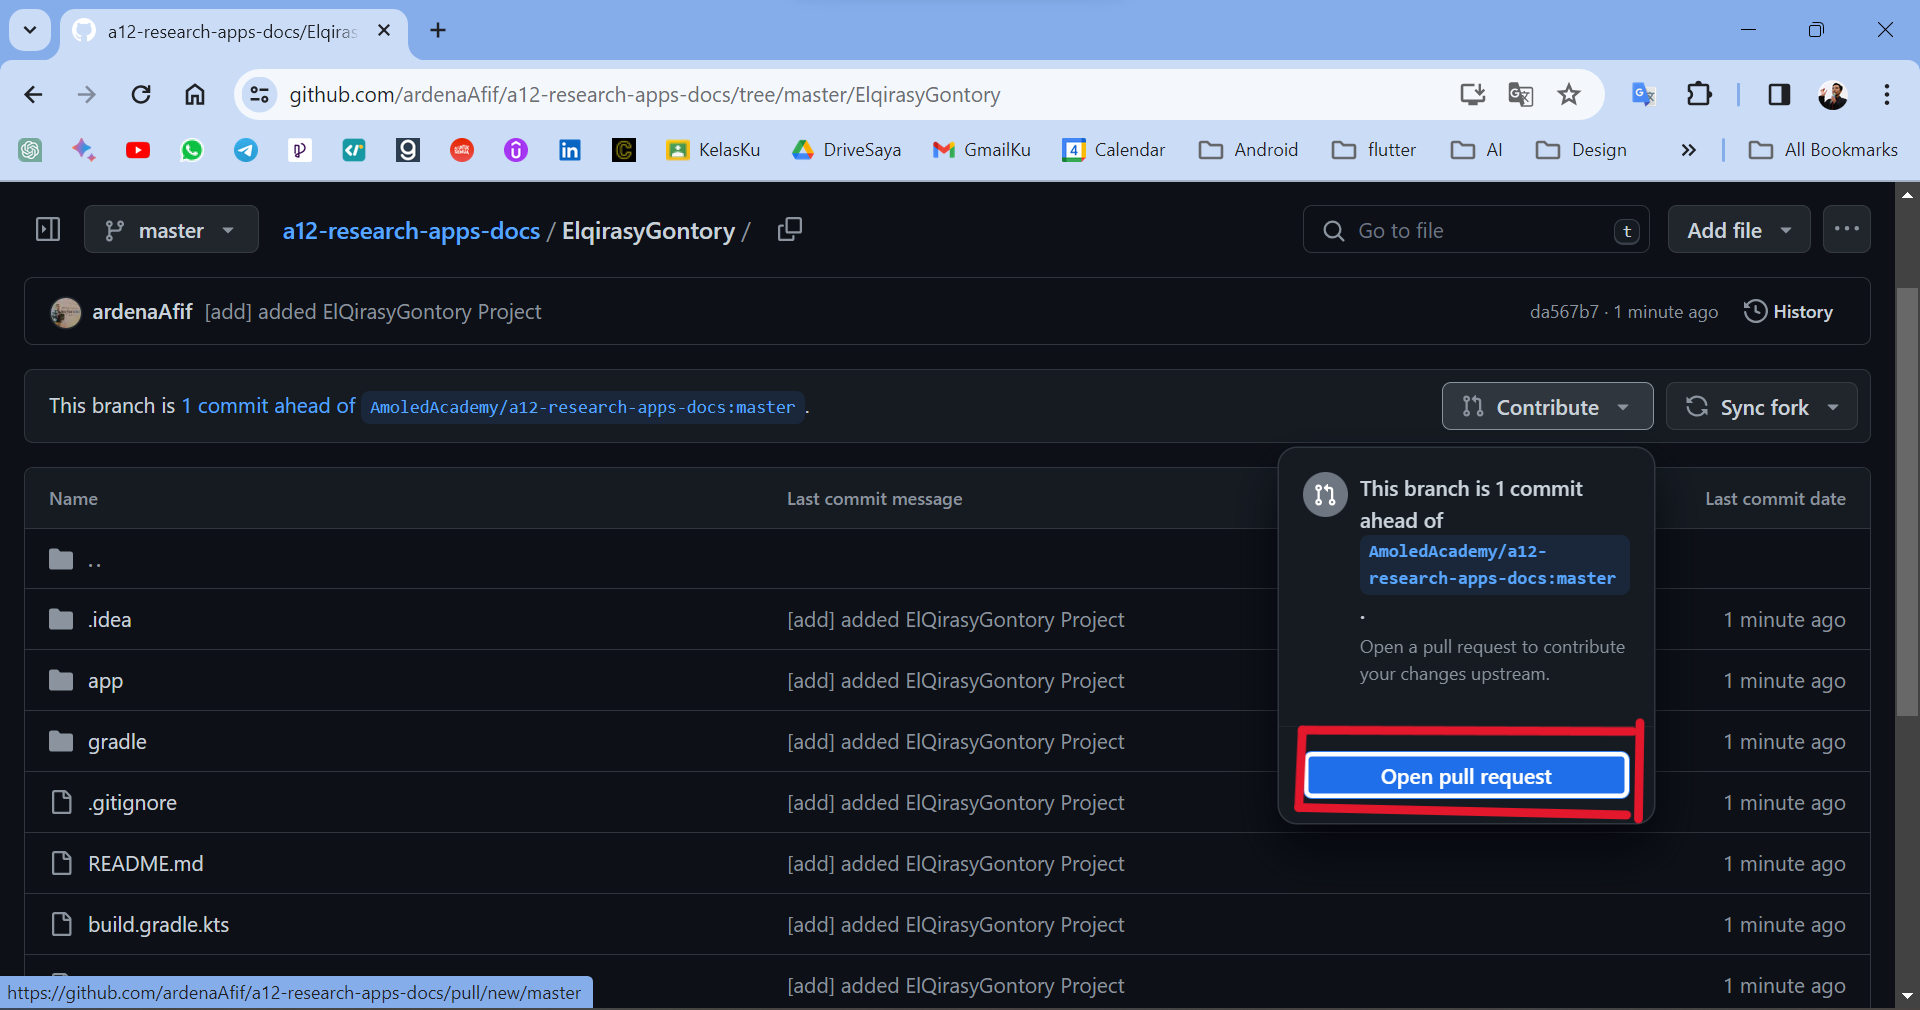 a12-research-apps-docs/Elqiras
github.com/ardenaAfif/a12-research-apps-docs/tree/master/ElqirasyGontory
KelasKu
DriveSaya
GmailKu
4 Calendar
Android
flutter
AI
Design
»
All Bookmarks
master
a12-research-apps-docs / ElqirasyGontory /
Go to file
t
Add file
ardenaAfif [add] added ElQirasyGontory Project
da567b7 · 1 minute ago
History
This branch is 1 commit ahead of AmoledAcademy/a12-research-apps-docs:master .
Contribute
Sync fork
This branch is 1 commit
ahead of
AmoledAcademy/a12-
research-apps-docs:master
.
Open a pull request to contribute
your changes upstream.
Open pull request
Name
Last commit message
Last commit date
..
.idea [add] added ElQirasyGontory Project 1 minute ago
app [add] added ElQirasyGontory Project 1 minute ago
gradle [add] added ElQirasyGontory Project 1 minute ago
.gitignore [add] added ElQirasyGontory Project 1 minute ago
README.md [add] added ElQirasyGontory Project 1 minute ago
build.gradle.kts [add] added ElQirasyGontory Project 1 minute ago
[add] added ElQirasyGontory Project 1 minute ago
https://github.com/ardenaAfif/a12-research-apps-docs/pull/new/master